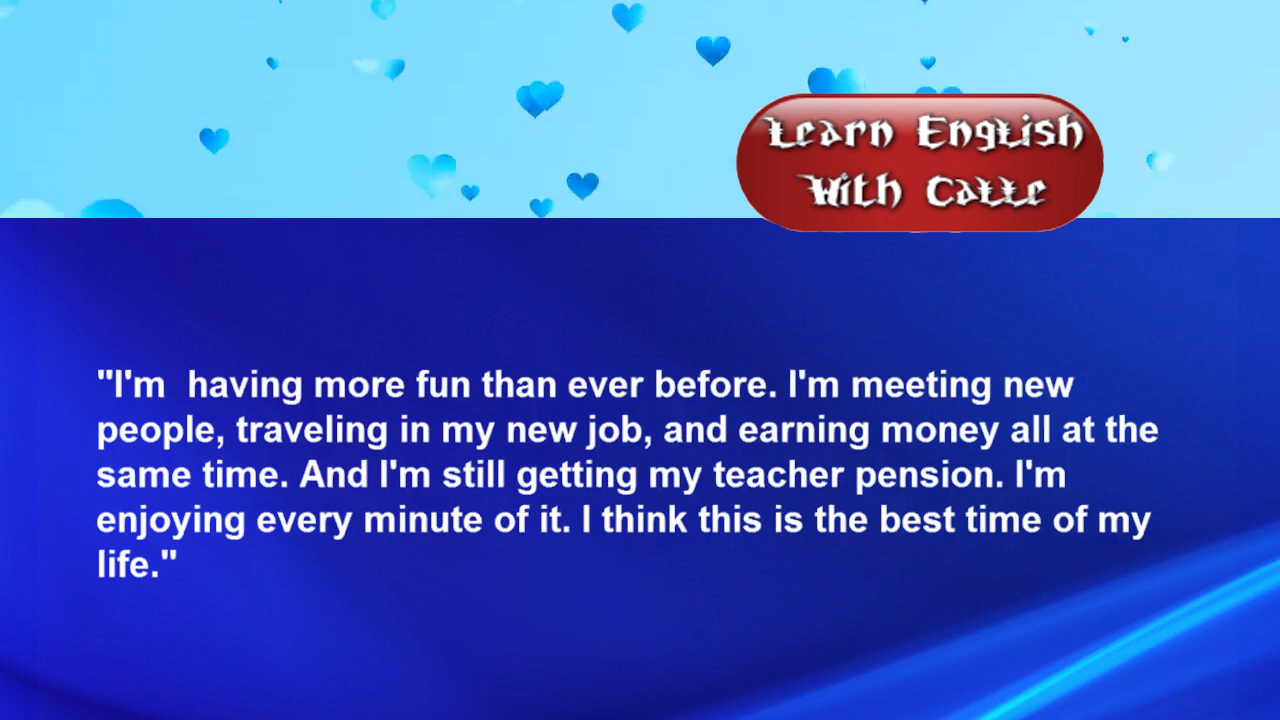 Learn English
With Calle
"I'm  having more fun than ever before. I'm meeting new
people, traveling in my new job, and earning money all at the
same time. And I'm still getting my teacher pension. I'm
enjoying every minute of it. I think this is the best time of my
life."